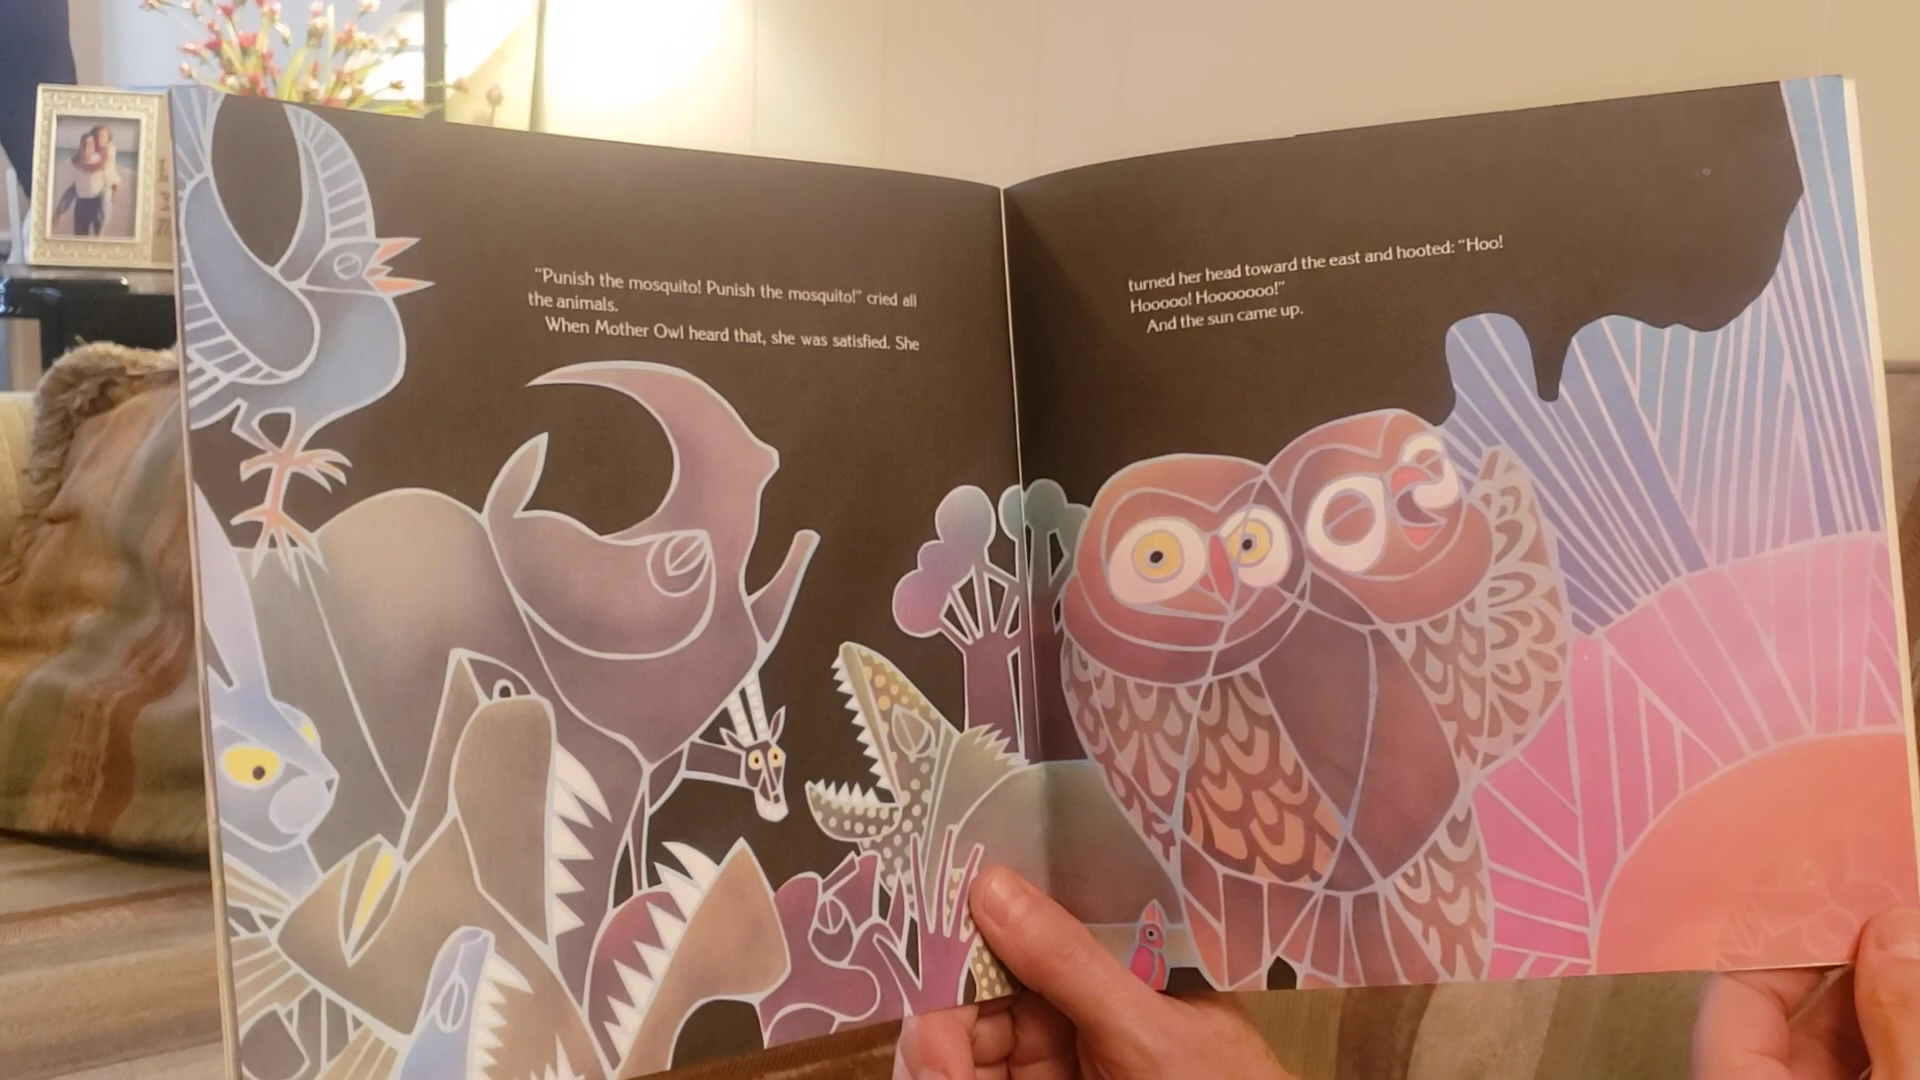 “Punish the mosquito! Punish the mosquito!” cried all
the animals.
When Mother Owl heard that, she was satisfied. She
turned her head toward the east and hooted: “Hoo!
Hooooo! Hooooooo!”
And the sun came up.